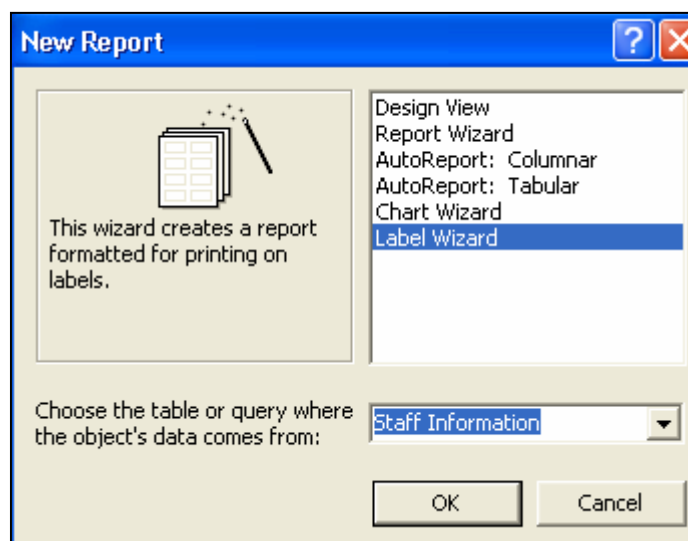 New Report
?
This wizard creates a report
formatted for printing on
labels.
Design View
Report Wizard
AutoReport: Columnar
AutoReport: Tabular
Chart Wizard
Label Wizard
Choose the table or query where
the object's data comes from:
Staff Information
OK
Cancel